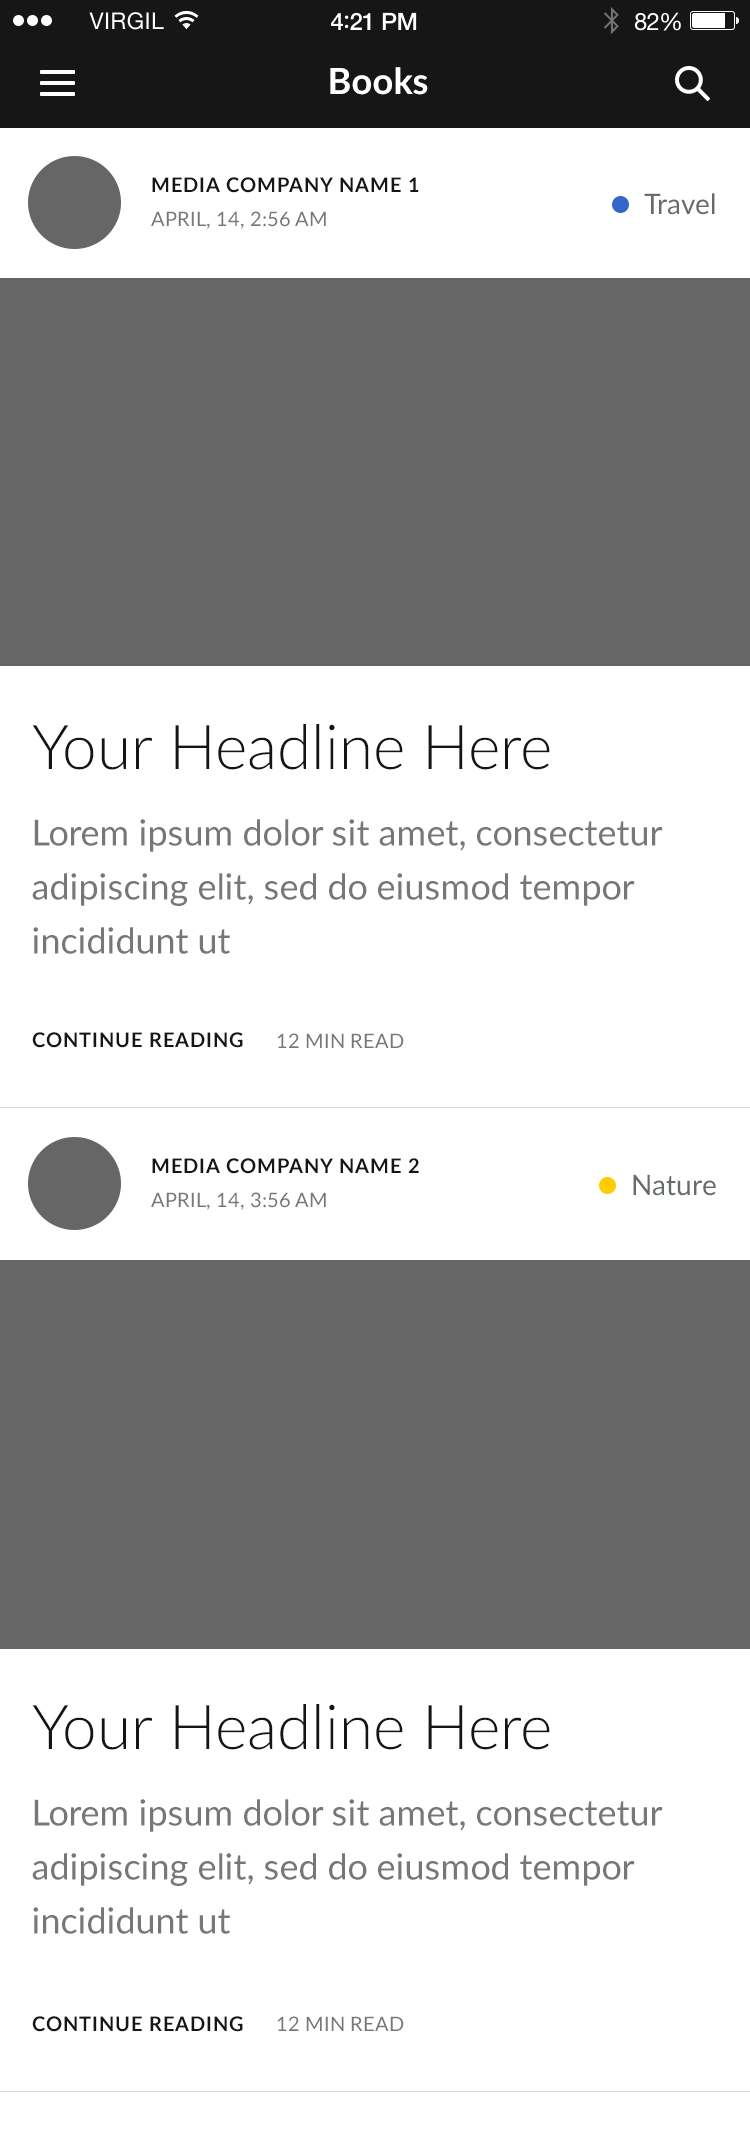 VIRGIL 4:21 PM 82%
Books
MEDIA COMPANY NAME 1
APRIL, 14, 2:56 AM
Travel
Your Headline Here
Lorem ipsum dolor sit amet, consectetur
adipiscing elit, sed do eiusmod tempor
incididunt ut
CONTINUE READING 12 MIN READ
MEDIA COMPANY NAME 2
APRIL, 14, 3:56 AM
Nature
Your Headline Here
Lorem ipsum dolor sit amet, consectetur
adipiscing elit, sed do eiusmod tempor
incididunt ut
CONTINUE READING 12 MIN READ